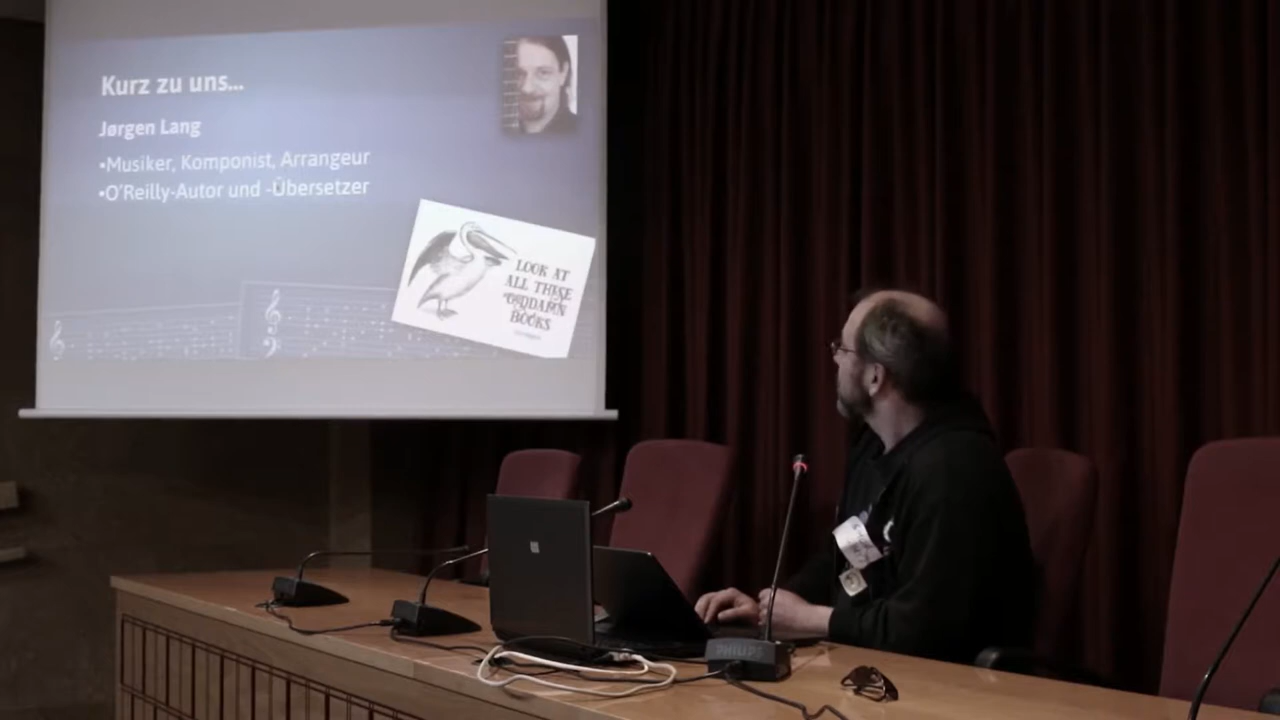 Kurz zu uns...
Jørgen Lang
•Musiker, Komponist, Arrangeur
•O'Reilly-Autor und -Übersetzer
LOOK AT
ALL THESE
GODDAMN
BOOKS
PHILIPS